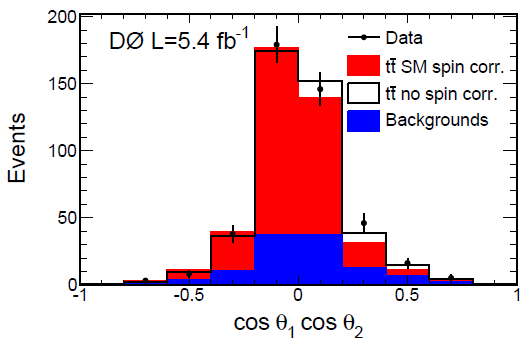 200
DØ L=5.4 fb⁻¹
Data
tt̄ SM spin corr.
150
tt̄ no spin corr.
Backgrounds
Events
100
50
0
-1 -0.5 0 0.5 1
cos θ₁ cos θ₂